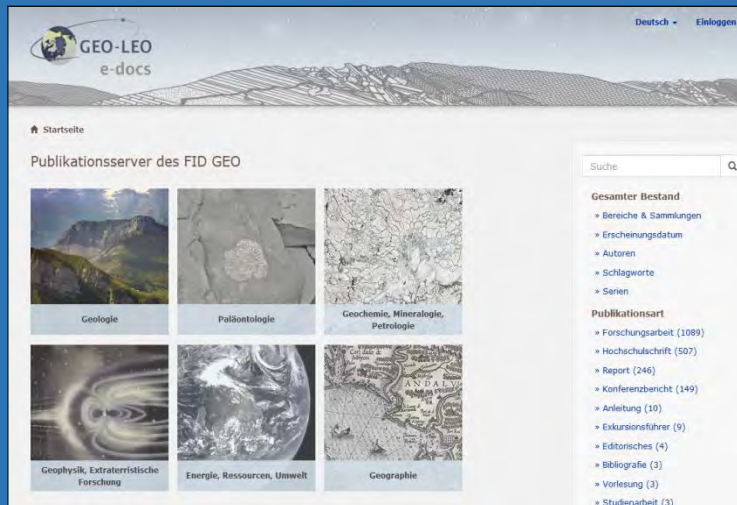 GEO-LEO
e-docs
Deutsch
Einloggen
Startseite
Publikationsserver des FID GEO
Geologie
Paläontologie
Geochemie, Mineralogie,
Petrologie
ANDALV
Geophysik, Extraterristische
Forschung
Energie, Ressourcen, Umwelt
Geographie
Suche
Gesamter Bestand
» Bereiche & Sammlungen
» Erscheinungsdatum
» Autoren
» Schlagworte
» Serien
Publikationsart
» Forschungsarbeit (1089)
» Hochschulschrift (507)
» Report (246)
» Konferenzbericht (149)
» Anleitung (10)
» Exkursionsführer (9)
» Editorisches (4)
» Bibliografie (3)
» Vorlesung (3)
» Studienarbeit (3)